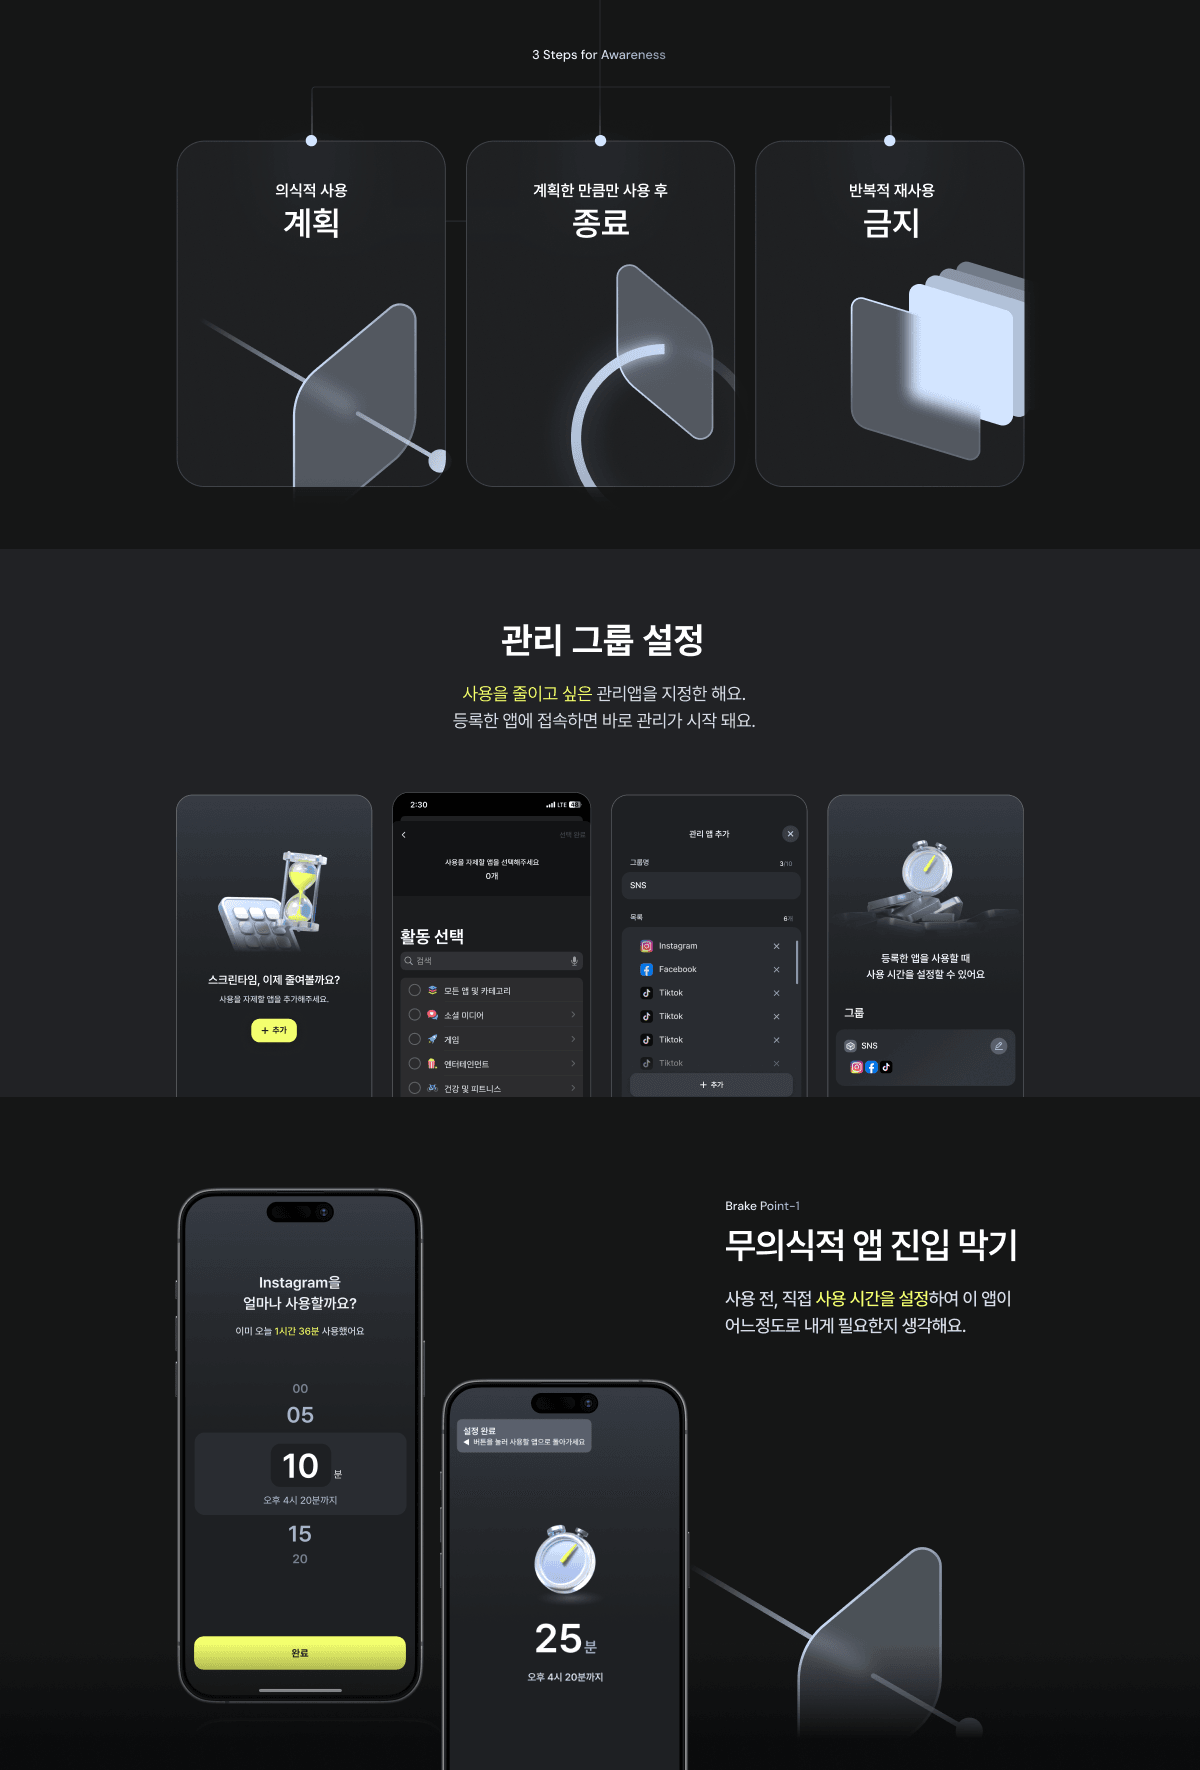 3 Steps for Awareness
의식적 사용
계획
계획한 만큼만 사용 후
종료
반복적 재사용
금지
관리 그룹 설정
사용을 줄이고 싶은 관리앱을 지정한 해요.
등록한 앱에 접속하면 바로 관리가 시작 돼요.
스크린타임, 이제 줄여볼까요?
사용을 자제할 앱을 추가해주세요.
+ 추가
2:30
LTE 48
선택 완료
사용을 자제할 앱을 선택해주세요
0개
활동 선택
검색
모든 앱 및 카테고리
소셜 미디어
게임
엔터테인먼트
건강 및 피트니스
관리 앱 추가
그룹명
3/10
SNS
목록
6개
Instagram
Facebook
Tiktok
Tiktok
Tiktok
Tiktok
+ 추가
등록한 앱을 사용할 때
사용 시간을 설정할 수 있어요
그룹
SNS
Brake Point-1
무의식적 앱 진입 막기
사용 전, 직접 사용 시간을 설정하여 이 앱이
어느정도로 내게 필요한지 생각해요.
Instagram을
얼마나 사용할까요?
이미 오늘 1시간 36분 사용했어요
00
05
10 분
오후 4시 20분까지
15
20
완료
설정 완료
◀ 버튼을 눌러 사용할 앱으로 돌아가세요
25분
오후 4시 20분까지